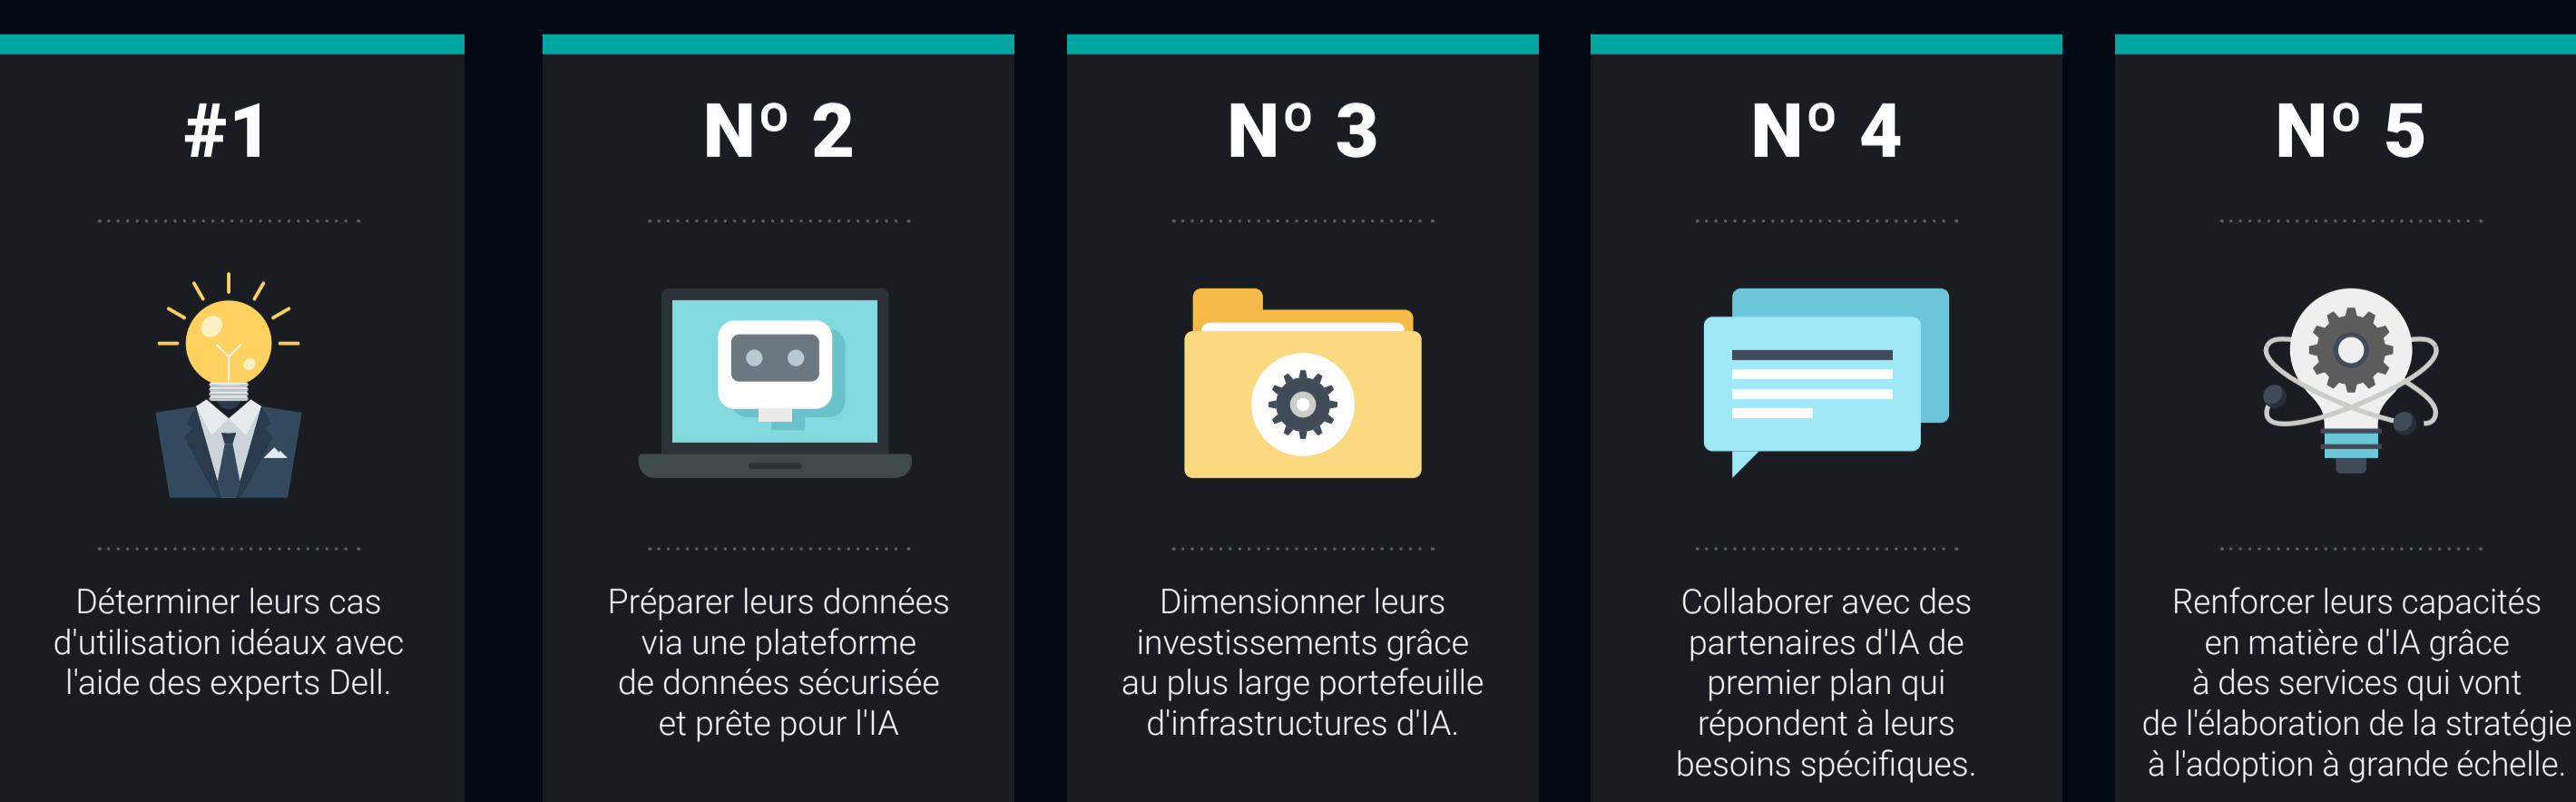 #1
Déterminer leurs cas
d'utilisation idéaux avec
l'aide des experts Dell.
Nº 2
Préparer leurs données
via une plateforme
de données sécurisée
et prête pour l'IA
Nº 3
Dimensionner leurs
investissements grâce
au plus large portefeuille
d'infrastructures d'IA.
Nº 4
Collaborer avec des
partenaires d'IA de
premier plan qui
répondent à leurs
besoins spécifiques.
Nº 5
Renforcer leurs capacités
en matière d'IA grâce
à des services qui vont
de l'élaboration de la stratégie
à l'adoption à grande échelle.